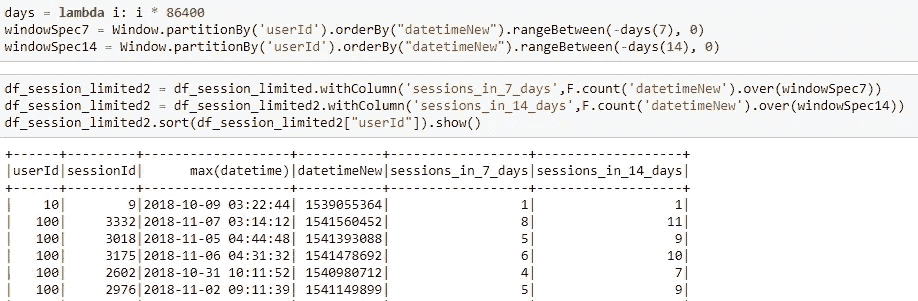 days = lambda i: i * 86400
windowSpec7 = Window.partitionBy('userId').orderBy("datetimeNew").rangeBetween(-days(7), 0)
windowSpec14 = Window.partitionBy('userId').orderBy("datetimeNew").rangeBetween(-days(14), 0)
df_session_limited2 = df_session_limited.withColumn('sessions_in_7_days',F.count('datetimeNew').over(windowSpec7))
df_session_limited2 = df_session_limited2.withColumn('sessions_in_14_days',F.count('datetimeNew').over(windowSpec14))
df_session_limited2.sort(df_session_limited2["userId"]).show()
+------+---------+-------------------+-----------+------------------+-------------------+
|userId|sessionId|      max(datetime)|datetimeNew|sessions_in_7_days|sessions_in_14_days|
+------+---------+-------------------+-----------+------------------+-------------------+
|    10|        9|2018-10-09 03:22:44| 1539055364|                 1|                  1|
|   100|     3332|2018-11-07 03:14:12| 1541560452|                 8|                 11|
|   100|     3018|2018-11-05 04:44:48| 1541393088|                 5|                  9|
|   100|     3175|2018-11-06 04:31:32| 1541478692|                 6|                 10|
|   100|     2602|2018-10-31 10:11:52| 1540980712|                 4|                  7|
|   100|     2976|2018-11-02 09:11:39| 1541149899|                 5|                  9|